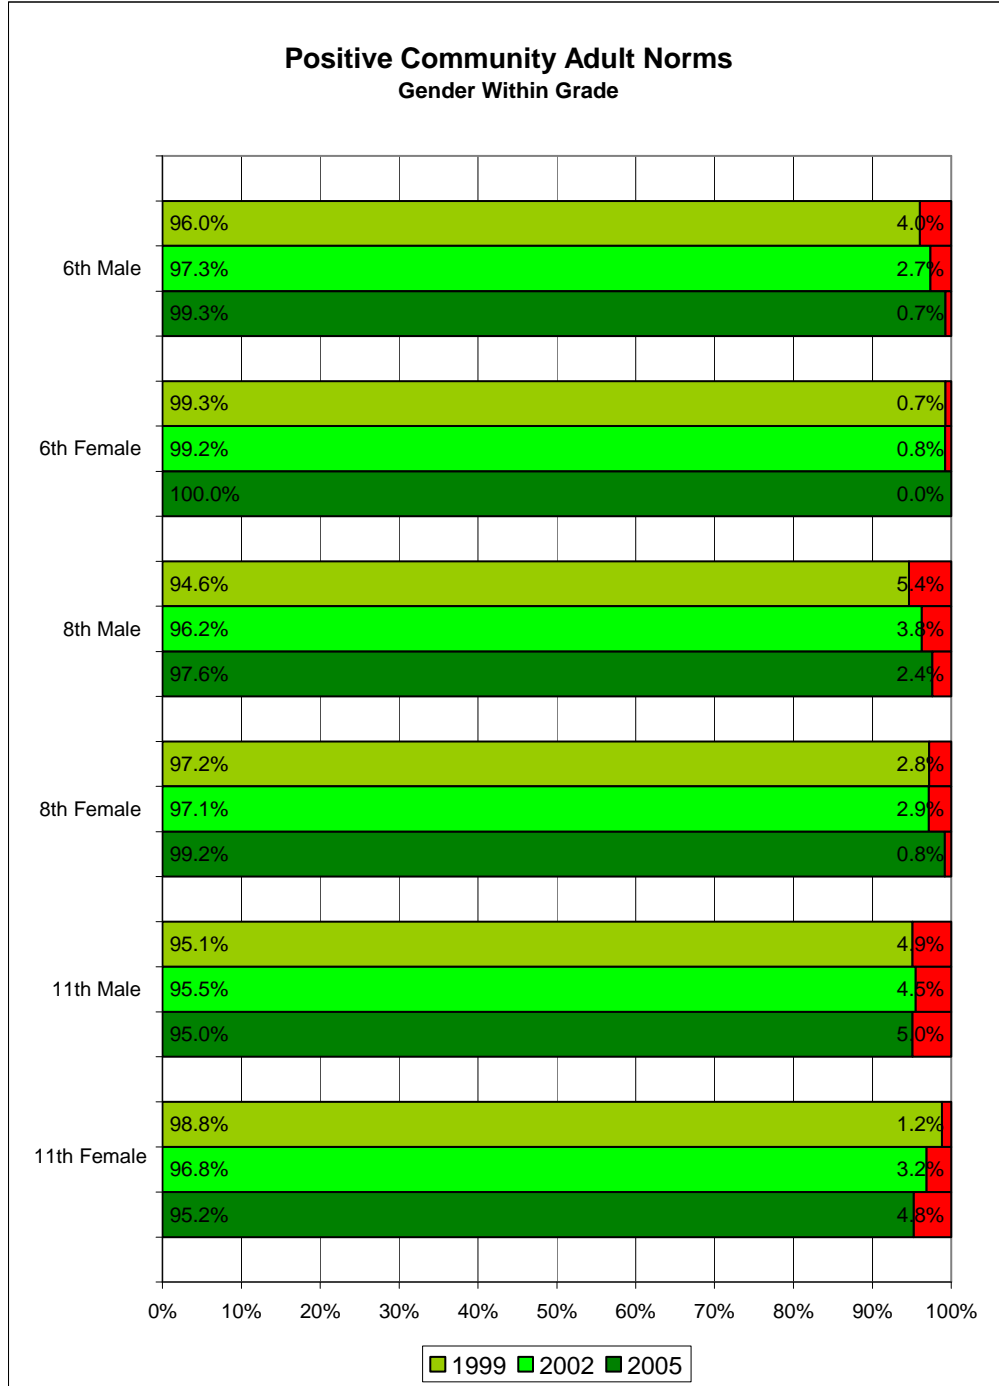 Positive Community Adult Norms
Gender Within Grade
96.0% 4.0%
6th Male 97.3% 2.7%
99.3% 0.7%
99.3% 0.7%
6th Female 99.2% 0.8%
100.0% 0.0%
94.6% 5.4%
8th Male 96.2% 3.8%
97.6% 2.4%
97.2% 2.8%
8th Female 97.1% 2.9%
99.2% 0.8%
95.1% 4.9%
11th Male 95.5% 4.5%
95.0% 5.0%
98.8% 1.2%
11th Female 96.8% 3.2%
95.2% 4.8%
0% 10% 20% 30% 40% 50% 60% 70% 80% 90% 100%
1999 2002 2005